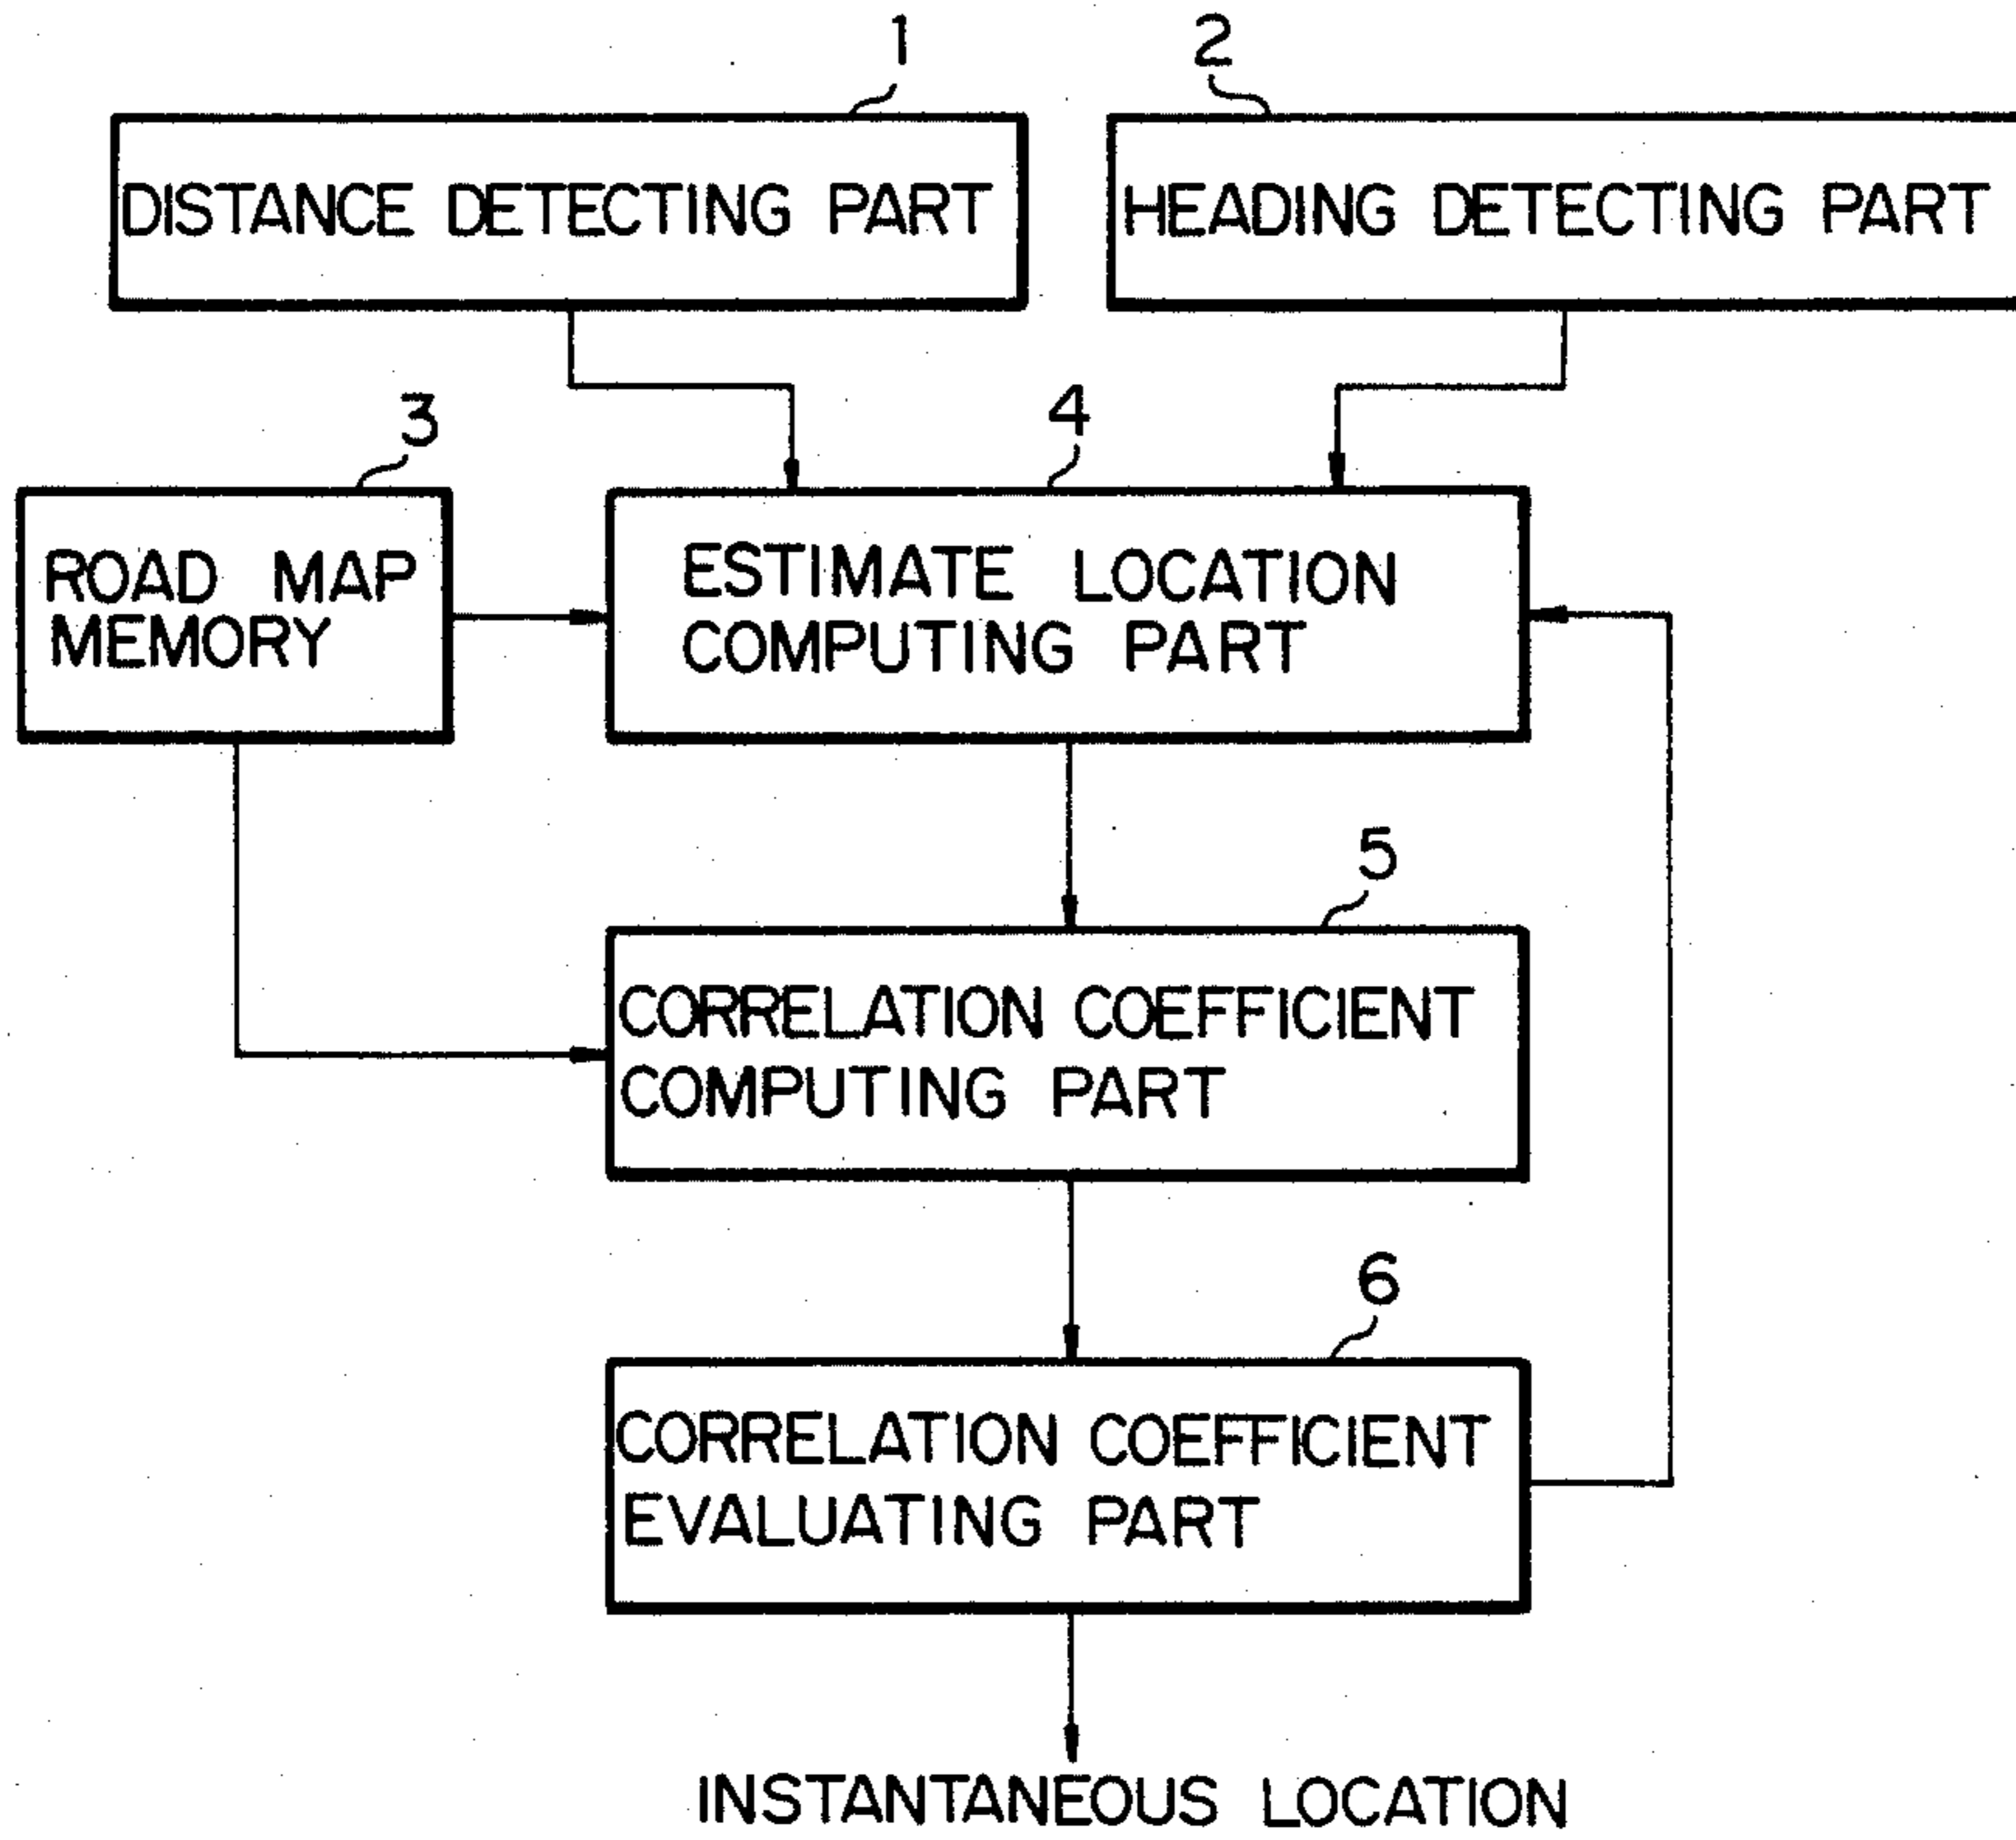 1
2
DISTANCE DETECTING PART
HEADING DETECTING PART
3
4
ROAD MAP
MEMORY
ESTIMATE LOCATION
COMPUTING PART
5
CORRELATION COEFFICIENT
COMPUTING PART
6
CORRELATION COEFFICIENT
EVALUATING PART
INSTANTANEOUS LOCATION